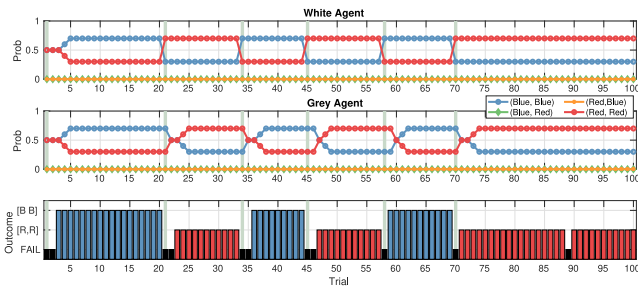 White Agent
1
0.5
0
Prob
5 10 15 20 25 30 35 40 45 50 55 60 65 70 75 80 85 90 95 100
Grey Agent
(Blue, Blue) (Red,Blue)
(Blue, Red) (Red, Red)
1
0.5
0
Prob
5 10 15 20 25 30 35 40 45 50 55 60 65 70 75 80 85 90 95 100
[B B]
[R,R]
FAIL
Outcome
5 10 15 20 25 30 35 40 45 50 55 60 65 70 75 80 85 90 95 100
Trial